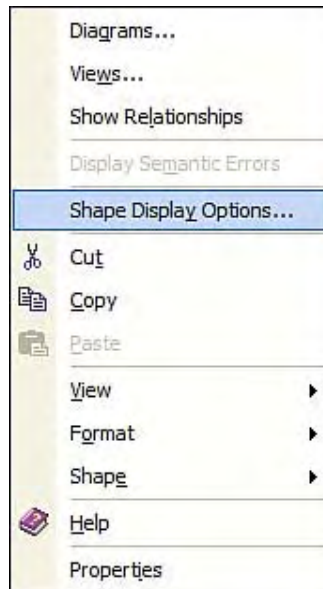 Diagrams...
Views...
Show Relationships
Display Semantic Errors
Shape Display Options...
Cut
Copy
Paste
View
Format
Shape
Help
Properties